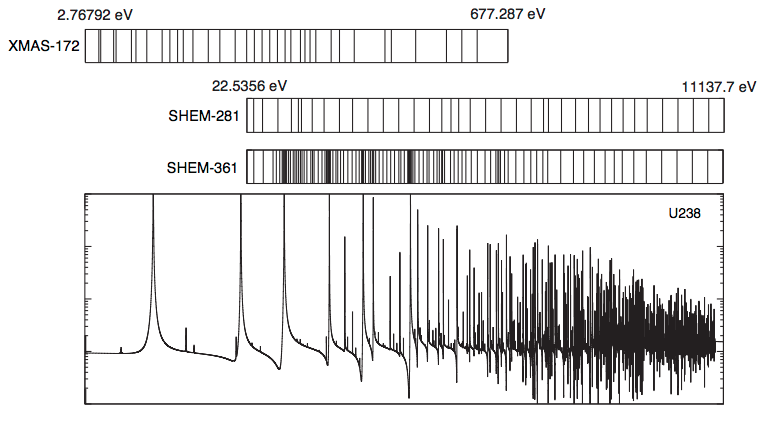 2.76792 eV
677.287 eV
XMAS-172
22.5356 eV
11137.7 eV
SHEM-281
SHEM-361
U238